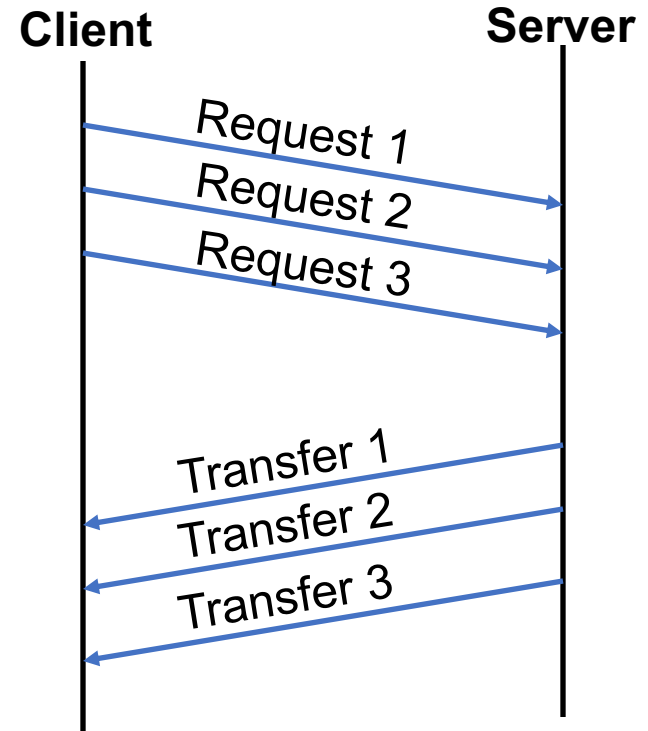 Client
Server
Request 1
Request 2
Request 3
Transfer 1
Transfer 2
Transfer 3